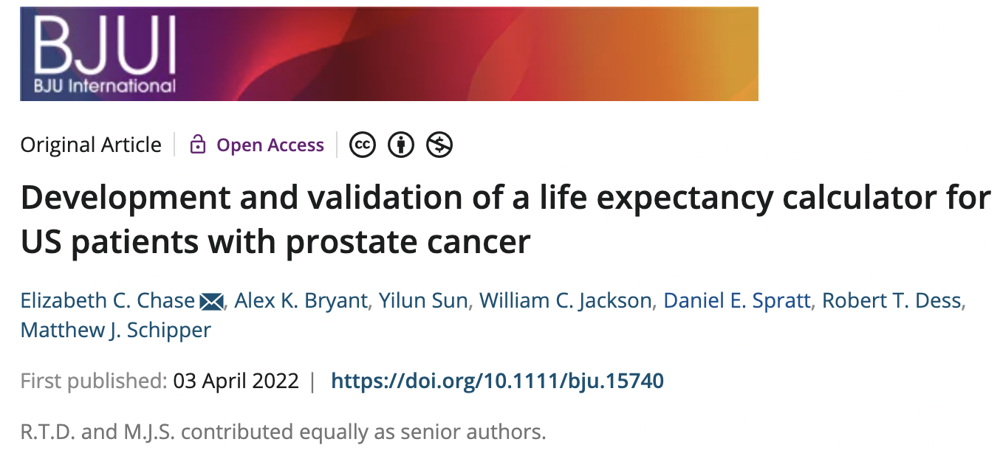 BJUI
BJU International
Original Article Open Access cc $
Development and validation of a life expectancy calculator for
US patients with prostate cancer
Elizabeth C. Chase, Alex K. Bryant, Yilun Sun, William C. Jackson, Daniel E. Spratt, Robert T. Dess,
Matthew J. Schipper
First published: 03 April 2022 | https://doi.org/10.1111/bju.15740
R.T.D. and M.J.S. contributed equally as senior authors.